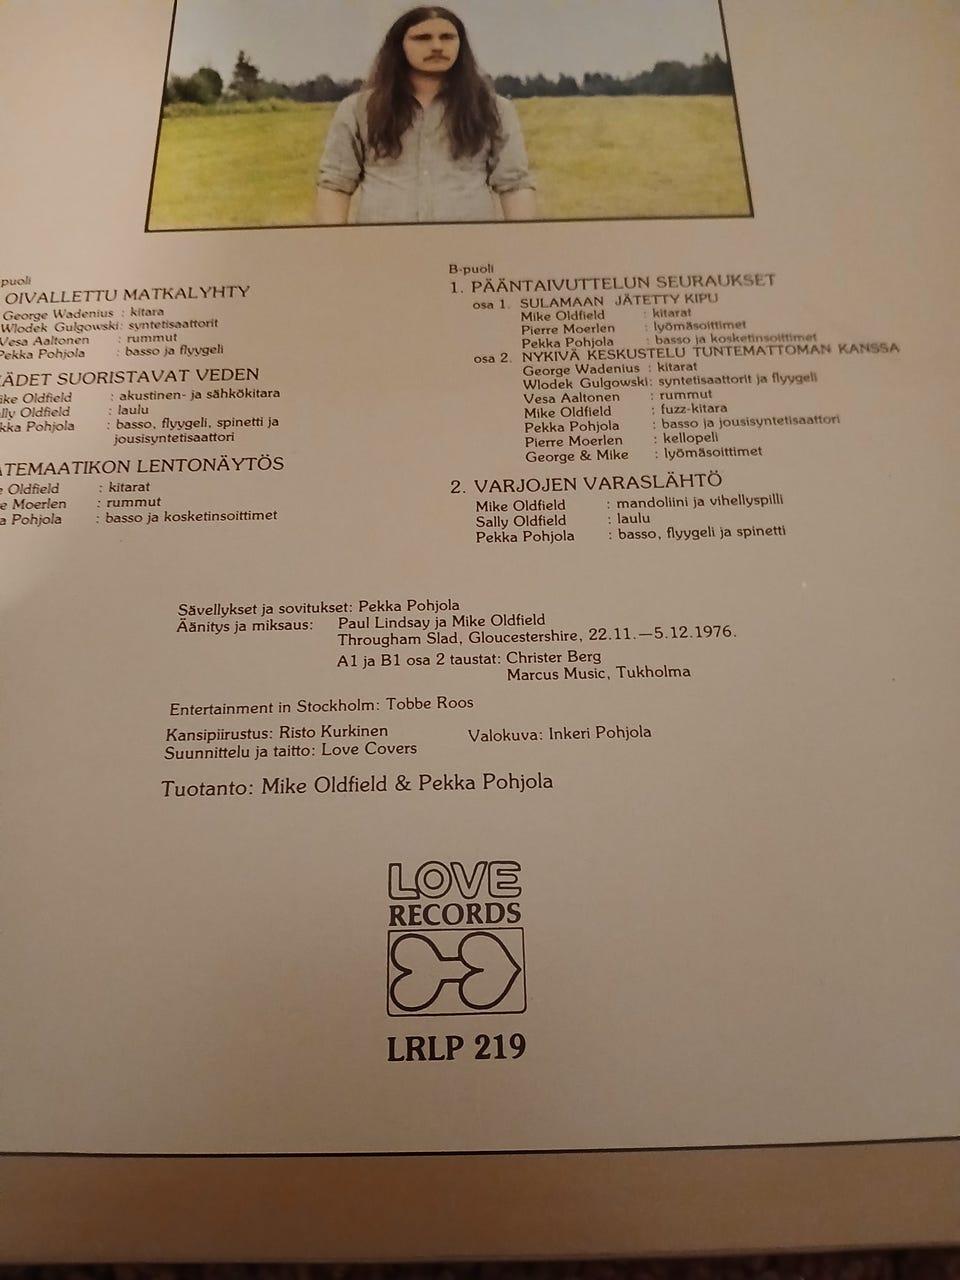 puoli
OIVALLETTU MATKALYHTY
George Wadenius : kitara
Wlodek Gulgowski: syntetisaattorit
Vesa Aaltonen : rummut
Pekka Pohjola : basso ja flyygeli
ÄDET SUORISTAVAT VEDEN
ike Oldfield : akustinen- ja sähkökitara
lly Oldfield : laulu
kka Pohjola : basso, flyygeli, spinetti ja
jousisyntetisaattori
ATEMAATIKON LENTONÄYTÖS
e Oldfield : kitarat
re Moerlen : rummut
a Pohjola : basso ja kosketinsoittimet
B-puoli
1. PÄÄNTAIVUTTELUN SEURAUKSET
osa 1. SULAMAAN JÄTETTY KIPU
Mike Oldfield : kitarat
Pierre Moerlen : lyömäsoittimet
Pekka Pohjola : basso ja kosketinsoittimet
osa 2. NYKIVÄ KESKUSTELU TUNTEMATTOMAN KANSSA
George Wadenius : kitarat
Wlodek Gulgowski: syntetisaattorit ja flyygeli
Vesa Aaltonen : rummut
Mike Oldfield : fuzz-kitara
Pekka Pohjola : basso ja jousisyntetisaattori
Pierre Moerlen : kellopeli
George & Mike : lyömäsoittimet
2. VARJOJEN VARASLÄHTÖ
Mike Oldfield : mandoliini ja vihellyspilli
Sally Oldfield : laulu
Pekka Pohjola : basso, flyygeli ja spinetti
Sävellykset ja sovitukset: Pekka Pohjola
Äänitys ja miksaus: Paul Lindsay ja Mike Oldfield
Througham Slad, Gloucestershire, 22.11.—5.12.1976.
A1 ja B1 osa 2 taustat: Christer Berg
Marcus Music, Tukholma
Entertainment in Stockholm: Tobbe Roos
Kansipiirustus: Risto Kurkinen Valokuva: Inkeri Pohjola
Suunnittelu ja taitto: Love Covers
Tuotanto: Mike Oldfield & Pekka Pohjola
LOVE
RECORDS
LRLP 219